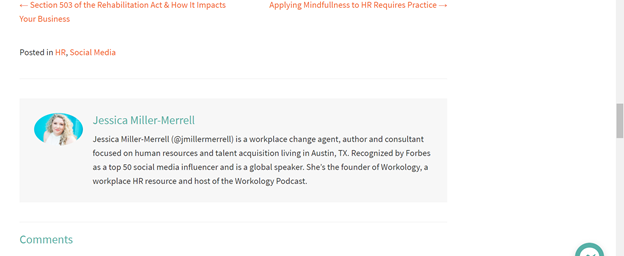 ← Section 503 of the Rehabilitation Act & How It Impacts Your Business
Applying Mindfullness to HR Requires Practice →
Posted in HR, Social Media
Jessica Miller-Merrell
Jessica Miller-Merrell (@jmillermerrell) is a workplace change agent, author and consultant
focused on human resources and talent acquisition living in Austin, TX. Recognized by Forbes
as a top 50 social media influencer and is a global speaker. She's the founder of Workology, a
workplace HR resource and host of the Workology Podcast.
Comments